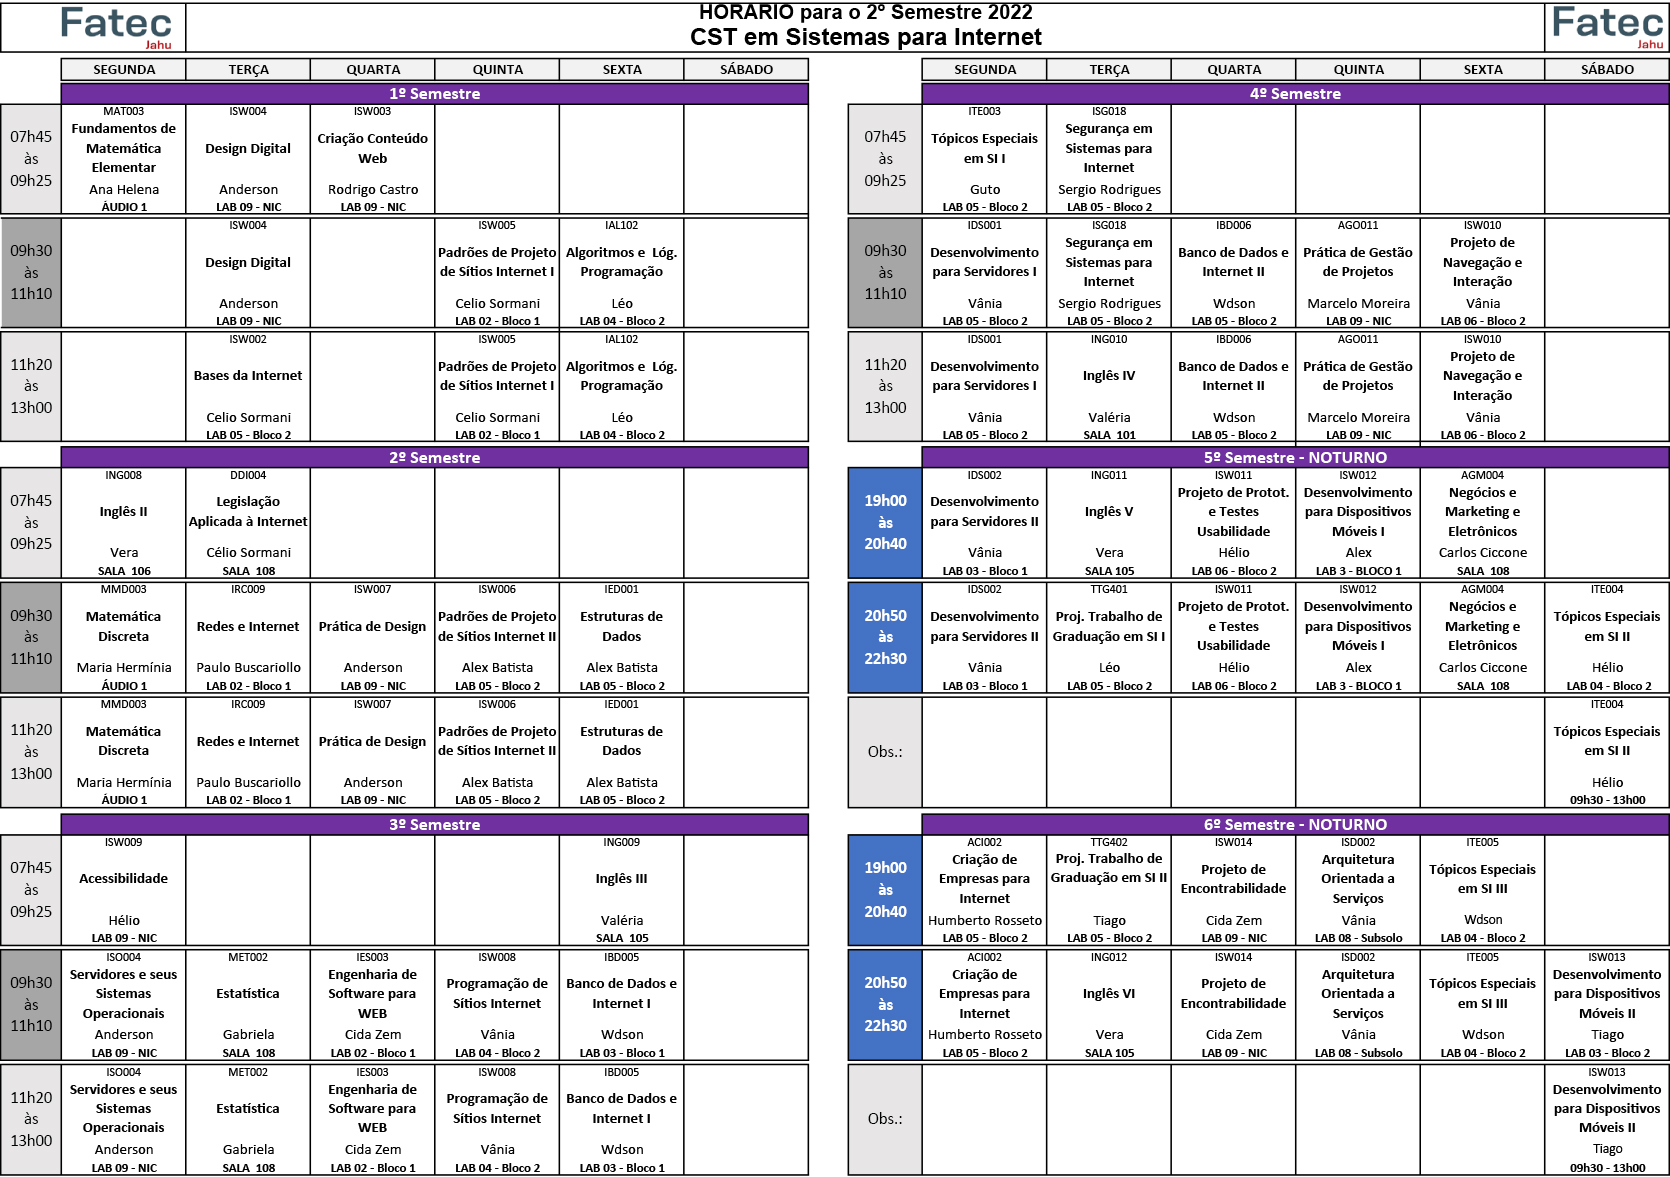 Fatec
Jahu
HORÁRIO para o 2º Semestre 2022
CST em Sistemas para Internet
Fatec
Jahu
SEGUNDA TERÇA QUARTA QUINTA SEXTA SÁBADO
1º Semestre
07h45 às 09h25
MAT003 ISW004 ISW003
Fundamentos de Matemática Elementar Design Digital Criação Conteúdo Web
Ana Helena Anderson Rodrigo Castro
ÁUDIO 1 LAB 09 - NIC LAB 09 - NIC
09h30 às 11h10
ISW004 ISW005 IAL102
Design Digital Padrões de Projeto de Sítios Internet I Algoritmos e Lóg. Programação
Anderson Celio Sormani Léo
LAB 09 - NIC LAB 02 - Bloco 1 LAB 04 - Bloco 2
11h20 às 13h00
ISW002 ISW005 IAL102
Bases da Internet Padrões de Projeto de Sítios Internet I Algoritmos e Lóg. Programação
Celio Sormani Celio Sormani Léo
LAB 05 - Bloco 2 LAB 02 - Bloco 1 LAB 04 - Bloco 2
2º Semestre
07h45 às 09h25
ING008 DDI004
Inglês II Legislação Aplicada à Internet
Vera Célio Sormani
SALA 106 SALA 108
09h30 às 11h10
MMD003 IRC009 ISW007 ISW006 IED001
Matemática Discreta Redes e Internet Prática de Design Padrões de Projeto de Sítios Internet II Estruturas de Dados
Maria Hermínia Paulo Buscariollo Anderson Alex Batista Alex Batista
ÁUDIO 1 LAB 02 - Bloco 1 LAB 09 - NIC LAB 05 - Bloco 2 LAB 05 - Bloco 2
11h20 às 13h00
MMD003 IRC009 ISW007 ISW006 IED001
Matemática Discreta Redes e Internet Prática de Design Padrões de Projeto de Sítios Internet II Estruturas de Dados
Maria Hermínia Paulo Buscariollo Anderson Alex Batista Alex Batista
ÁUDIO 1 LAB 02 - Bloco 1 LAB 09 - NIC LAB 05 - Bloco 2 LAB 05 - Bloco 2
3º Semestre
07h45 às 09h25
ISW009 ING009
Acessibilidade Inglês III
Hélio Valéria
LAB 09 - NIC SALA 105
09h30 às 11h10
ISO004 MET002 IES003 ISW008 IBD005
Servidores e seus Sistemas Operacionais Estatística Engenharia de Software para WEB Programação de Sítios Internet Banco de Dados e Internet I
Anderson Gabriela Cida Zem Vânia Wdson
LAB 09 - NIC SALA 108 LAB 02 - Bloco 1 LAB 04 - Bloco 2 LAB 03 - Bloco 1
11h20 às 13h00
ISO004 MET002 IES003 ISW008 IBD005
Servidores e seus Sistemas Operacionais Estatística Engenharia de Software para WEB Programação de Sítios Internet Banco de Dados e Internet I
Anderson Gabriela Cida Zem Vânia Wdson
LAB 09 - NIC SALA 108 LAB 02 - Bloco 1 LAB 04 - Bloco 2 LAB 03 - Bloco 1
SEGUNDA TERÇA QUARTA QUINTA SEXTA SÁBADO
4º Semestre
07h45 às 09h25
ITE003 ISG018
Tópicos Especiais em SI I Segurança em Sistemas para Internet
Guto Sergio Rodrigues
LAB 05 - Bloco 2 LAB 05 - Bloco 2
09h30 às 11h10
IDS001 ISG018 IBD006 AGO011 ISW010
Desenvolvimento para Servidores I Segurança em Sistemas para Internet Banco de Dados e Internet II Prática de Gestão de Projetos Projeto de Navegação e Interação
Vânia Sergio Rodrigues Wdson Marcelo Moreira Vânia
LAB 05 - Bloco 2 LAB 05 - Bloco 2 LAB 05 - Bloco 2 LAB 09 - NIC LAB 06 - Bloco 2
11h20 às 13h00
IDS001 ING010 IBD006 AGO011 ISW010
Desenvolvimento para Servidores I Inglês IV Banco de Dados e Internet II Prática de Gestão de Projetos Projeto de Navegação e Interação
Vânia Valéria Wdson Marcelo Moreira Vânia
LAB 05 - Bloco 2 SALA 101 LAB 05 - Bloco 2 LAB 09 - NIC LAB 06 - Bloco 2
5º Semestre - NOTURNO
19h00 às 20h40
IDS002 ING011 ISW011 ISW012 AGM004
Desenvolvimento para Servidores II Inglês V Projeto de Protot. e Testes Usabilidade Desenvolvimento para Dispositivos Móveis I Negócios e Marketing e Eletrônicos
Vânia Vera Hélio Alex Carlos Ciccone
LAB 03 - Bloco 1 SALA 105 LAB 06 - Bloco 2 LAB 3 - BLOCO 1 SALA 108
20h50 às 22h30
IDS002 TTG401 ISW011 ISW012 AGM004 ITE004
Desenvolvimento para Servidores II Proj. Trabalho de Graduação em SI I Projeto de Protot. e Testes Usabilidade Desenvolvimento para Dispositivos Móveis I Negócios e Marketing e Eletrônicos Tópicos Especiais em SI II
Vânia Léo Hélio Alex Carlos Ciccone Hélio
LAB 03 - Bloco 1 LAB 05 - Bloco 2 LAB 06 - Bloco 2 LAB 3 - BLOCO 1 SALA 108 LAB 04 - Bloco 2
Obs.:
ITE004
Tópicos Especiais em SI II
Hélio
09h30 - 13h00
6º Semestre - NOTURNO
19h00 às 20h40
ACI002 TTG402 ISW014 ISD002 ITE005
Criação de Empresas para Internet Proj. Trabalho de Graduação em SI II Projeto de Encontrabilidade Arquitetura Orientada a Serviços Tópicos Especiais em SI III
Humberto Rosseto Tiago Cida Zem Vânia Wdson
LAB 05 - Bloco 2 LAB 05 - Bloco 2 LAB 09 - NIC LAB 08 - Subsolo LAB 04 - Bloco 2
20h50 às 22h30
ACI002 ING012 ISW014 ISD002 ITE005 ISW013
Criação de Empresas para Internet Inglês VI Projeto de Encontrabilidade Arquitetura Orientada a Serviços Tópicos Especiais em SI III Desenvolvimento para Dispositivos Móveis II
Humberto Rosseto Vera Cida Zem Vânia Wdson Tiago
LAB 05 - Bloco 2 SALA 105 LAB 09 - NIC LAB 08 - Subsolo LAB 04 - Bloco 2 LAB 03 - Bloco 2
Obs.:
ISW013
Desenvolvimento para Dispositivos Móveis II
Tiago
09h30 - 13h00